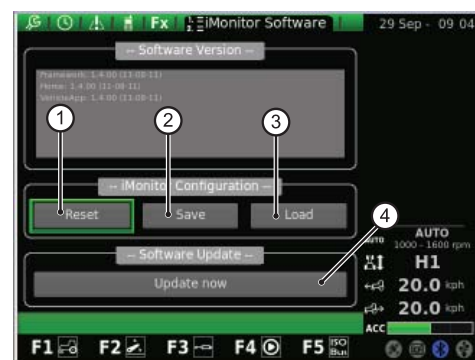 Fx iMonitor Software 29 Sep - 09 04
-- Software Version --
Framework: 1.4.00 (11-08-11)
Home: 1.4.00 (11-08-11)
VehicleApp: 1.4.00 (11-08-11)
1 2 3
-- iMonitor Configuration --
Reset Save Load
4
-- Software Update --
Update now
AUTO AUTO
1000 - 1600 rpm
H1
20.0 kph
20.0 kph
ACC
F1 F2 F3 F4 F5 ISO Bus